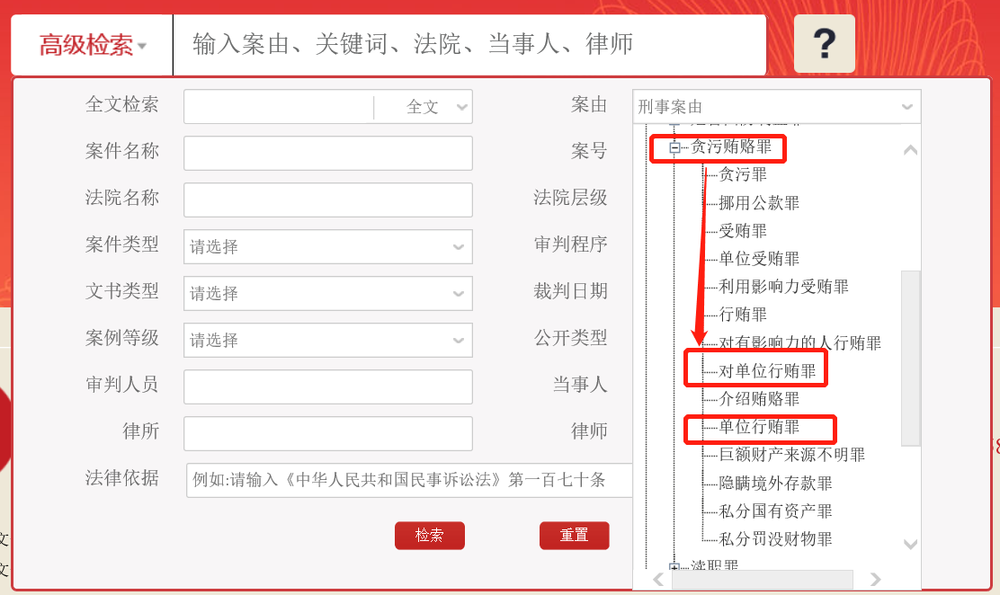 高级检索
输入案由、关键词、法院、当事人、律师
?
全文检索 全文 案由 刑事案由
案件名称 案号
贪污贿赂罪
贪污罪
法院名称 法院层级
挪用公款罪
受贿罪
案件类型 请选择 审判程序
单位受贿罪
利用影响力受贿罪
文书类型 请选择 裁判日期
行贿罪
案例等级 请选择 公开类型
对有影响力的人行贿罪
对单位行贿罪
审判人员 当事人
介绍贿赂罪
律所 律师
单位行贿罪
巨额财产来源不明罪
法律依据 例如:请输入《中华人民共和国民事诉讼法》第一百七十条
隐瞒境外存款罪
私分国有资产罪
检索 重置
私分罚没财物罪
文
渎职罪
文